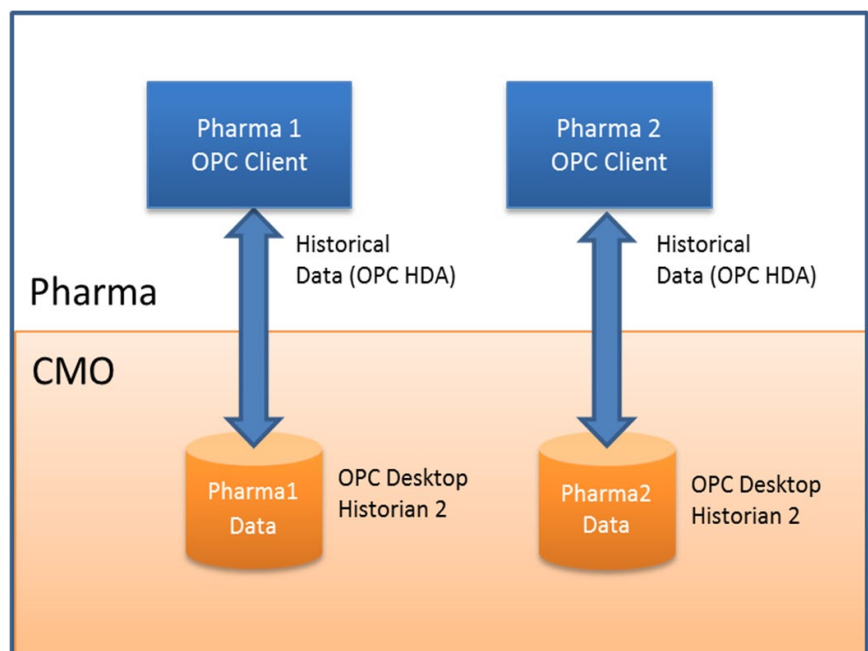 Pharma 1
OPC Client
Pharma 2
OPC Client
Historical
Data (OPC HDA)
Historical
Data (OPC HDA)
Pharma
CMO
Pharma1
Data
OPC Desktop
Historian 2
Pharma2
Data
OPC Desktop
Historian 2